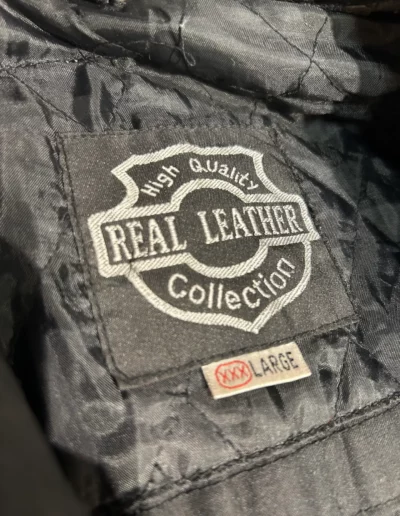 High Quality
REAL LEATHER
Collection
XXX LARGE